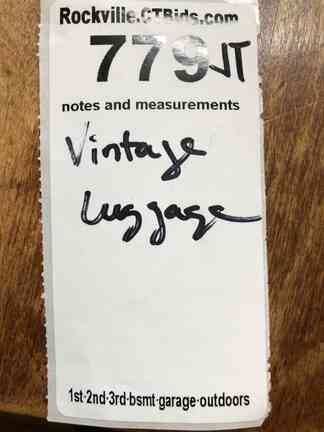 Rockville.CTBids.com
779JT
notes and measurements
Vintage
Luggage
1st·2nd·3rd·bsmt·garage·outdoors